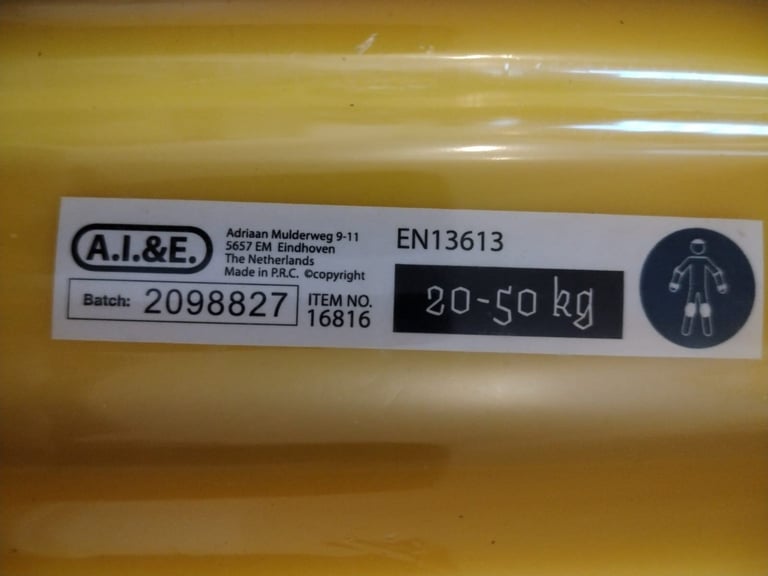 A.I.&E.
Adriaan Mulderweg 9-11
5657 EM Eindhoven
The Netherlands
Made in P.R.C. ©copyright
Batch: 2098827
ITEM NO.
16816
EN13613
20-50 kg